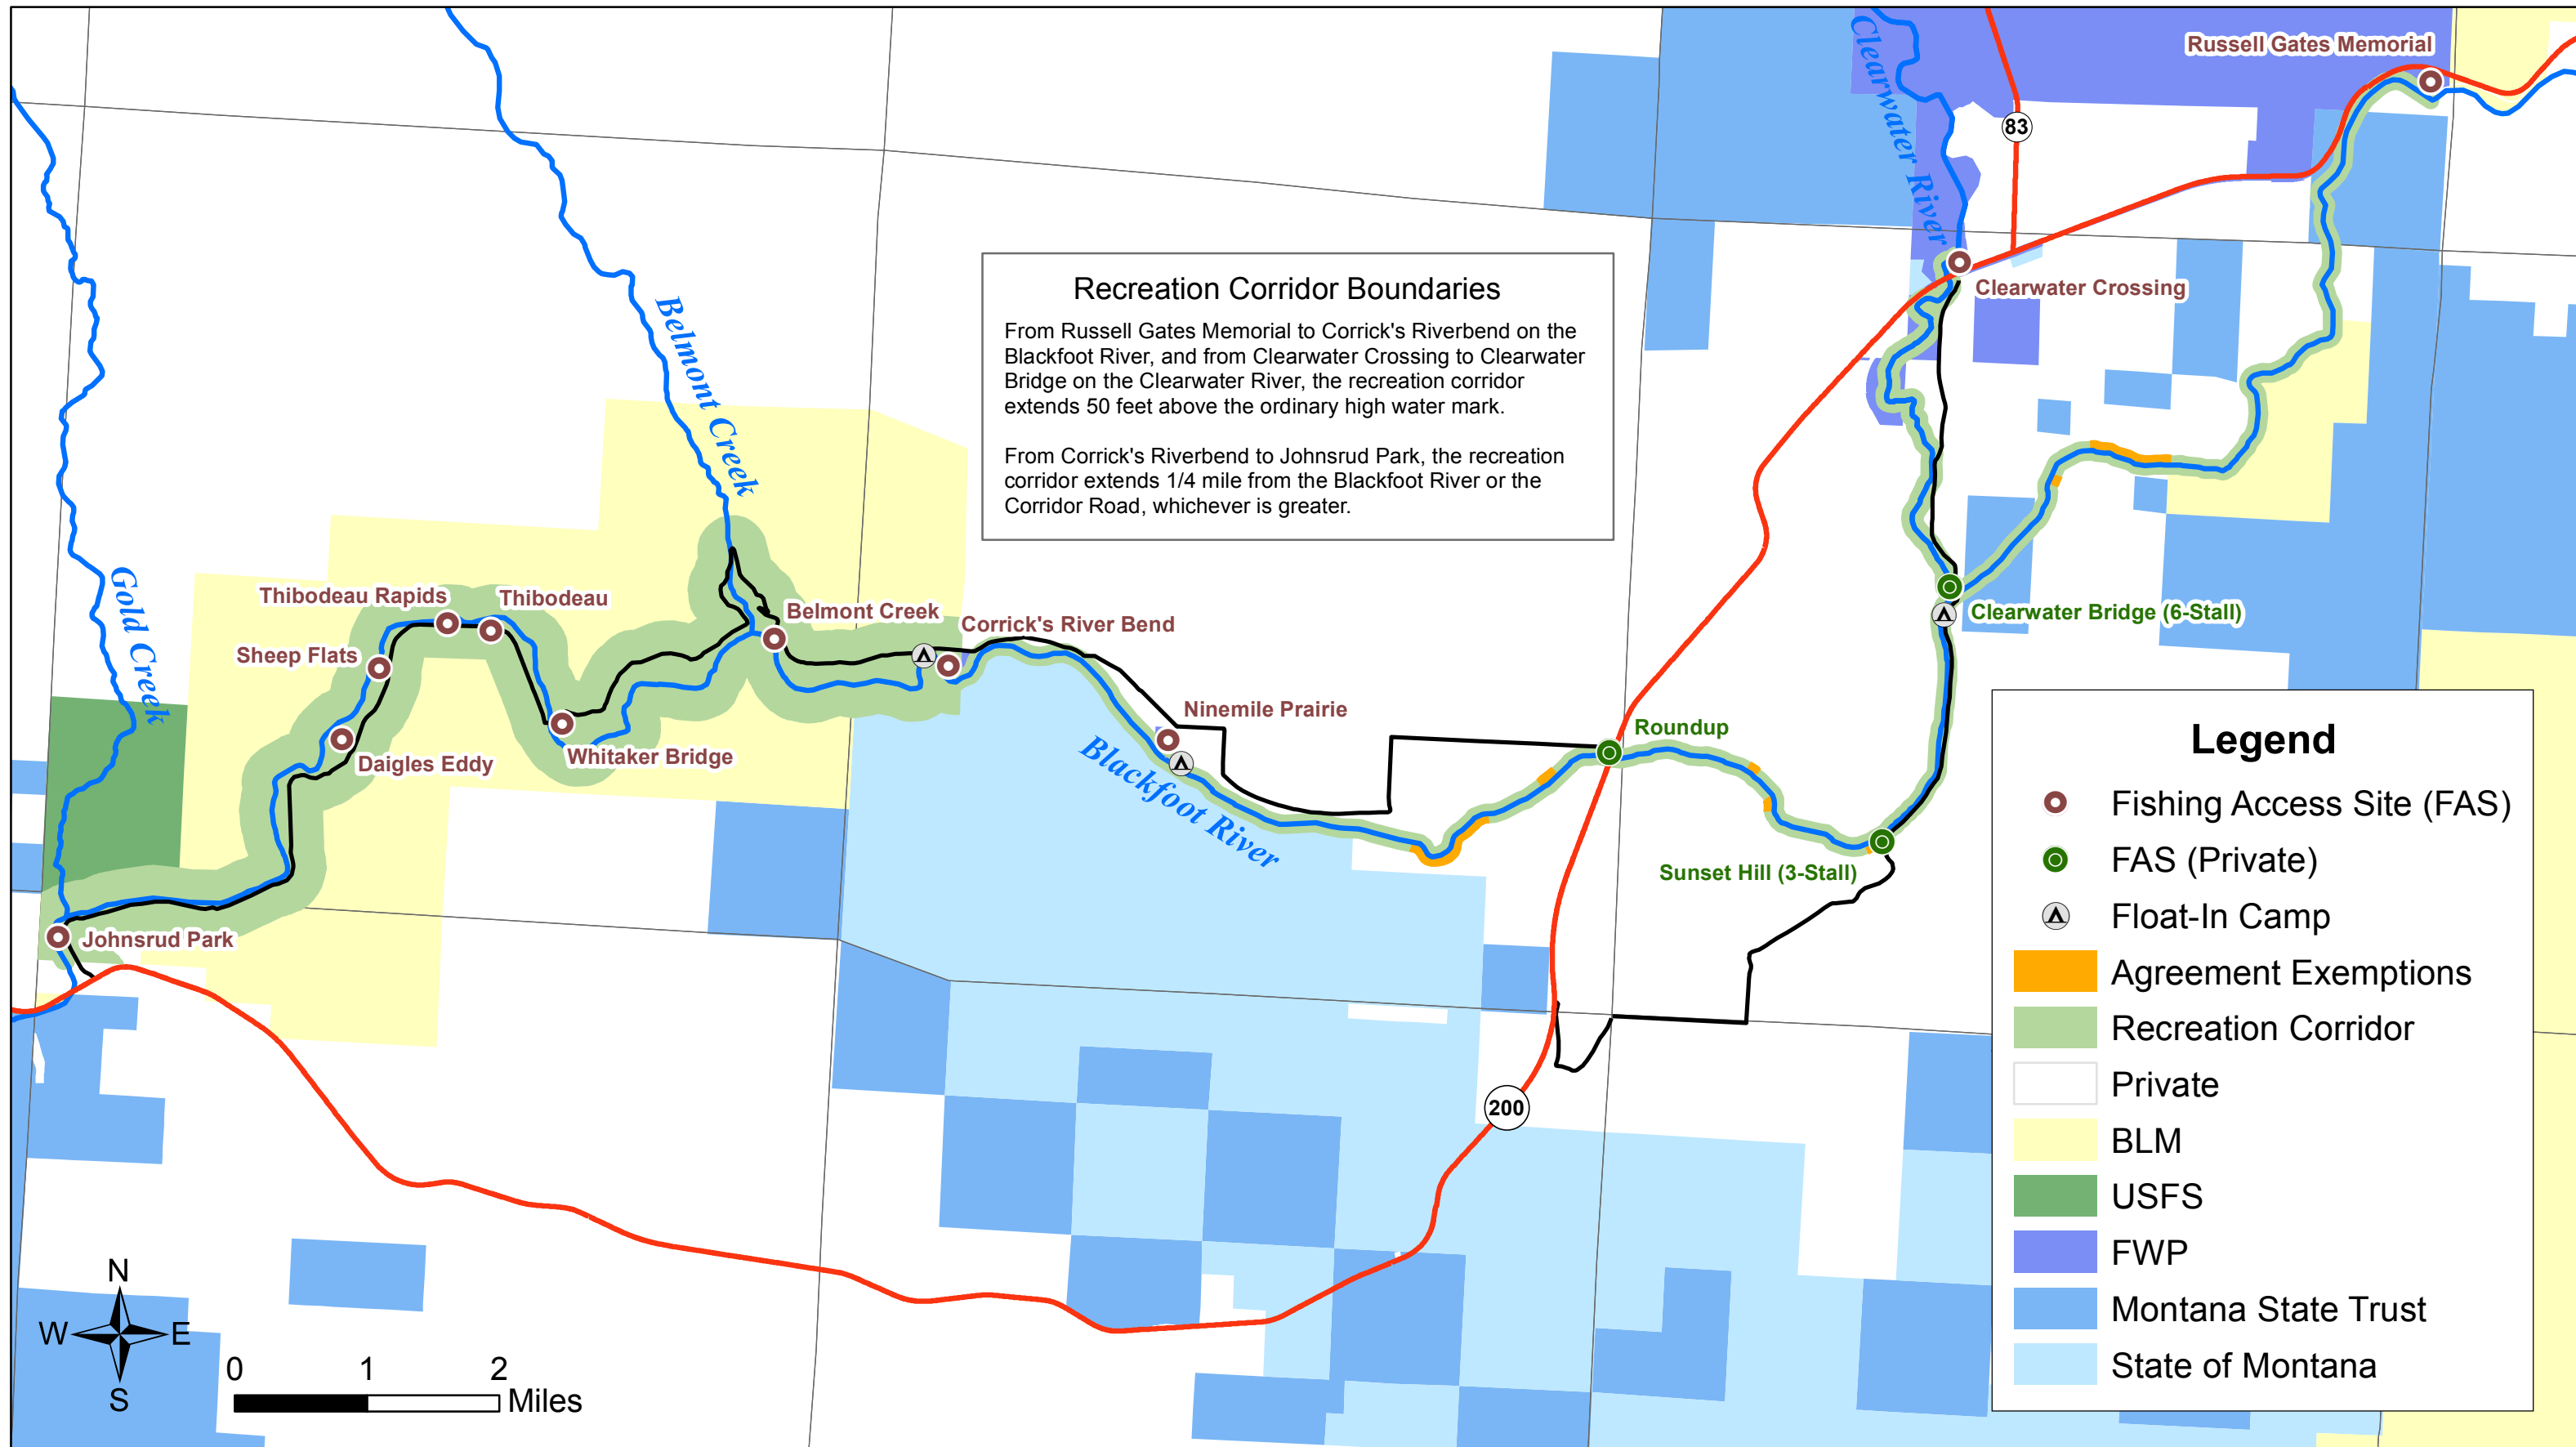 Russell Gates Memorial
Clearwater River
83
Clearwater Crossing
Recreation Corridor Boundaries
From Russell Gates Memorial to Corrick's Riverbend on the
Blackfoot River, and from Clearwater Crossing to Clearwater
Bridge on the Clearwater River, the recreation corridor
extends 50 feet above the ordinary high water mark.
From Corrick's Riverbend to Johnsrud Park, the recreation
corridor extends 1/4 mile from the Blackfoot River or the
Corridor Road, whichever is greater.
Belmont Creek
Gold Creek
Thibodeau Rapids
Thibodeau
Belmont Creek
Corrick's River Bend
Clearwater Bridge (6-Stall)
Sheep Flats
Ninemile Prairie
Roundup
Daigles Eddy
Whitaker Bridge
Blackfoot River
Sunset Hill (3-Stall)
Johnsrud Park
200
Legend
Fishing Access Site (FAS)
FAS (Private)
Float-In Camp
Agreement Exemptions
Recreation Corridor
Private
BLM
USFS
FWP
Montana State Trust
State of Montana
N
W E
S
0 1 2
Miles